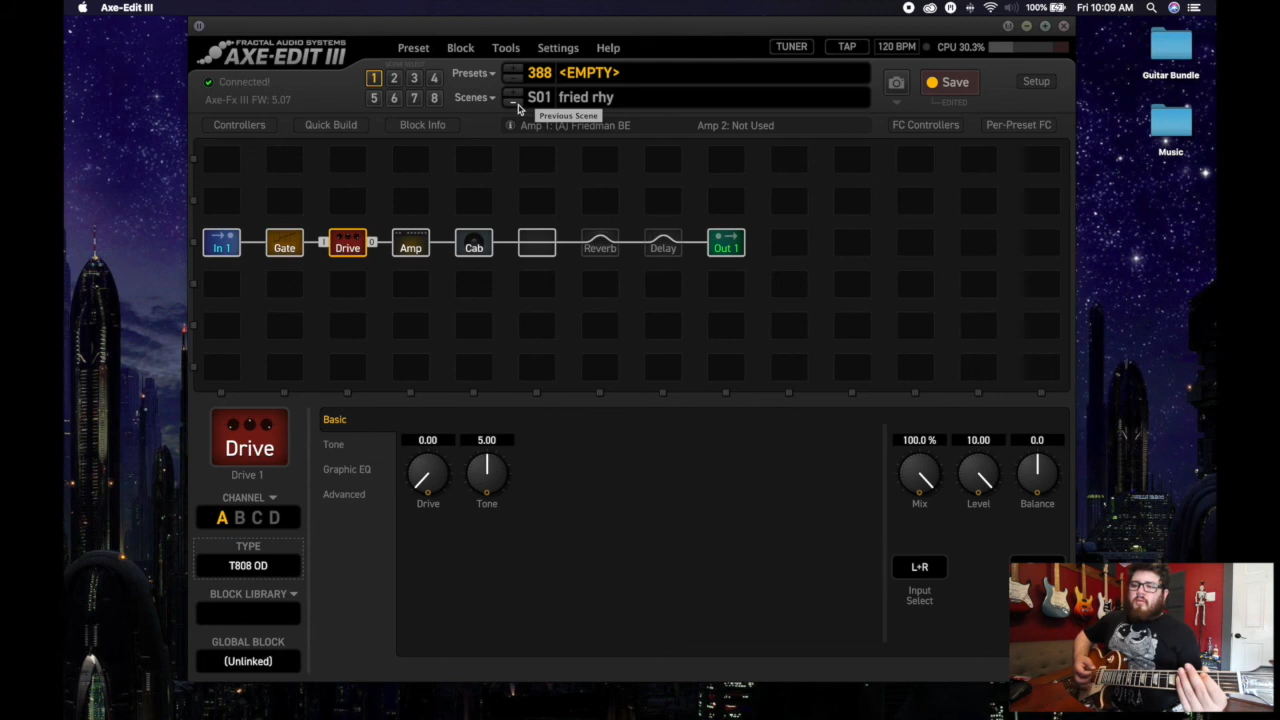 Axe-Edit III
100%
Fri 10:09 AM
FRACTAL AUDIO SYSTEMS
AXE-EDIT III
Preset Block Tools Settings Help
TUNER TAP 120 BPM CPU 30.3%
Connected!
Axe-Fx III FW: 5.07
SCENE SELECT
1 2 3 4
5 6 7 8
Presets 388 <EMPTY>
Scenes S01 fried rhy
Previous Scene
Save
EDITED
Setup
Controllers Quick Build Block Info
Amp 1: (A) Friedman BE Amp 2: Not Used
FC Controllers Per-Preset FC
In 1 Gate I Drive O Amp Cab Reverb Delay Out 1
Drive
Drive 1
CHANNEL
A B C D
TYPE
T808 OD
BLOCK LIBRARY
GLOBAL BLOCK
(Unlinked)
Basic
Tone
Graphic EQ
Advanced
0.00 5.00
Drive Tone
100.0 % 10.00 0.0
Mix Level Balance
L+R
Input
Select
Guitar Bundle
Music